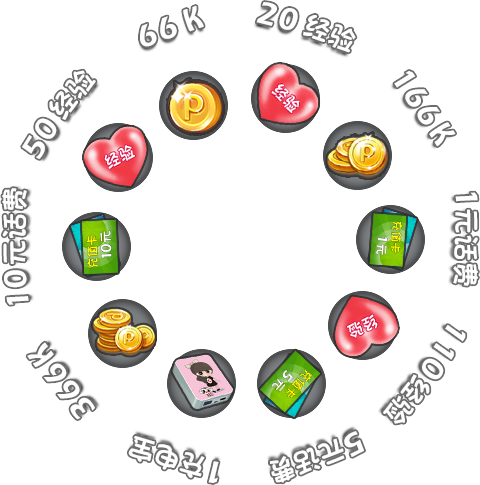 66K
20经验
166K
1元话费
110经验
5元话费
1充电宝
366K
10元话费
50经验
P
经验
P
充值卡
1元
经验
充值卡
5元
P
充值卡
10元
经验